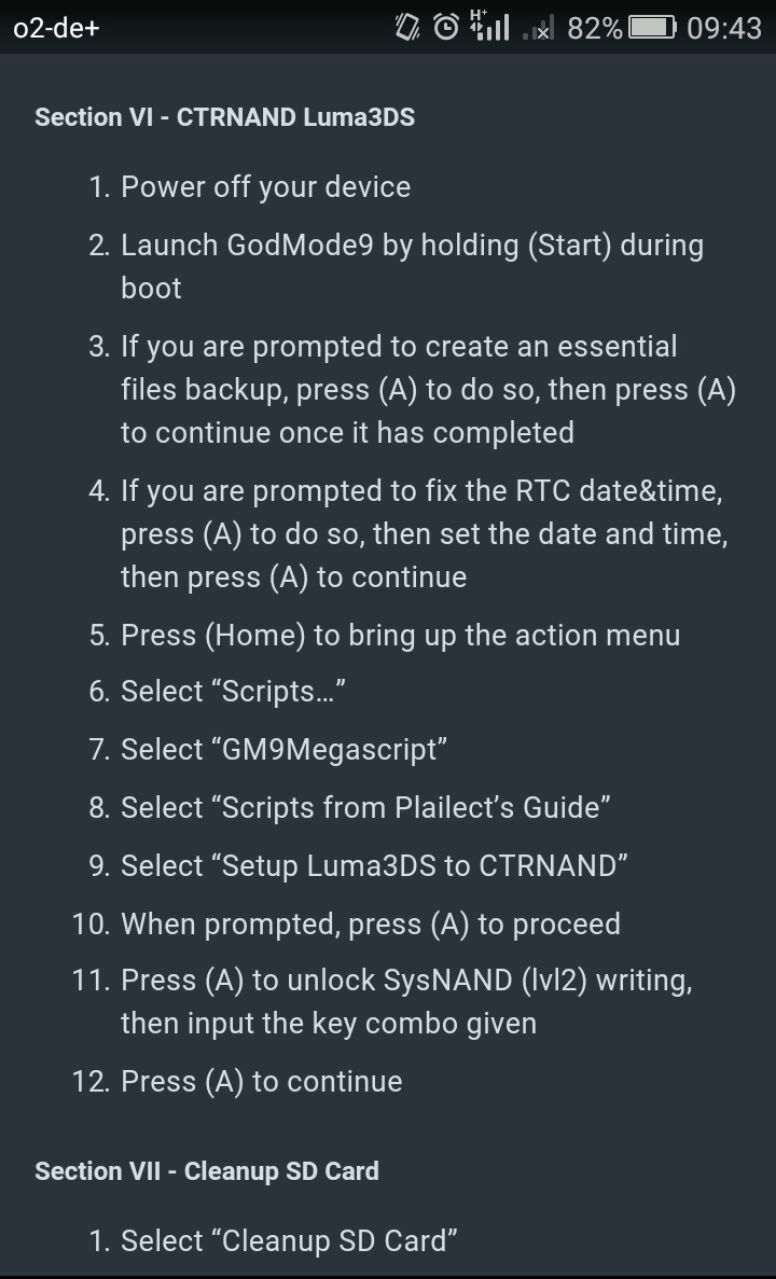 o2-de+ H+ 82% 09:43
Section VI - CTRNAND Luma3DS
1. Power off your device
2. Launch GodMode9 by holding (Start) during
boot
3. If you are prompted to create an essential
files backup, press (A) to do so, then press (A)
to continue once it has completed
4. If you are prompted to fix the RTC date&time,
press (A) to do so, then set the date and time,
then press (A) to continue
5. Press (Home) to bring up the action menu
6. Select “Scripts…”
7. Select “GM9Megascript”
8. Select “Scripts from Plailect’s Guide”
9. Select “Setup Luma3DS to CTRNAND”
10. When prompted, press (A) to proceed
11. Press (A) to unlock SysNAND (lvl2) writing,
then input the key combo given
12. Press (A) to continue
Section VII - Cleanup SD Card
1. Select “Cleanup SD Card”